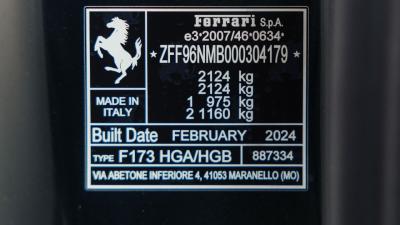 Ferrari S.p.A.
e3*2007/46*0634*
*ZFF96NMB000304179*
2124 kg
2124 kg
1 975 kg
2 1160 kg
MADE IN
ITALY
Built Date FEBRUARY 2024
TYPE F173 HGA/HGB 887334
VIA ABETONE INFERIORE 4, 41053 MARANELLO (MO)